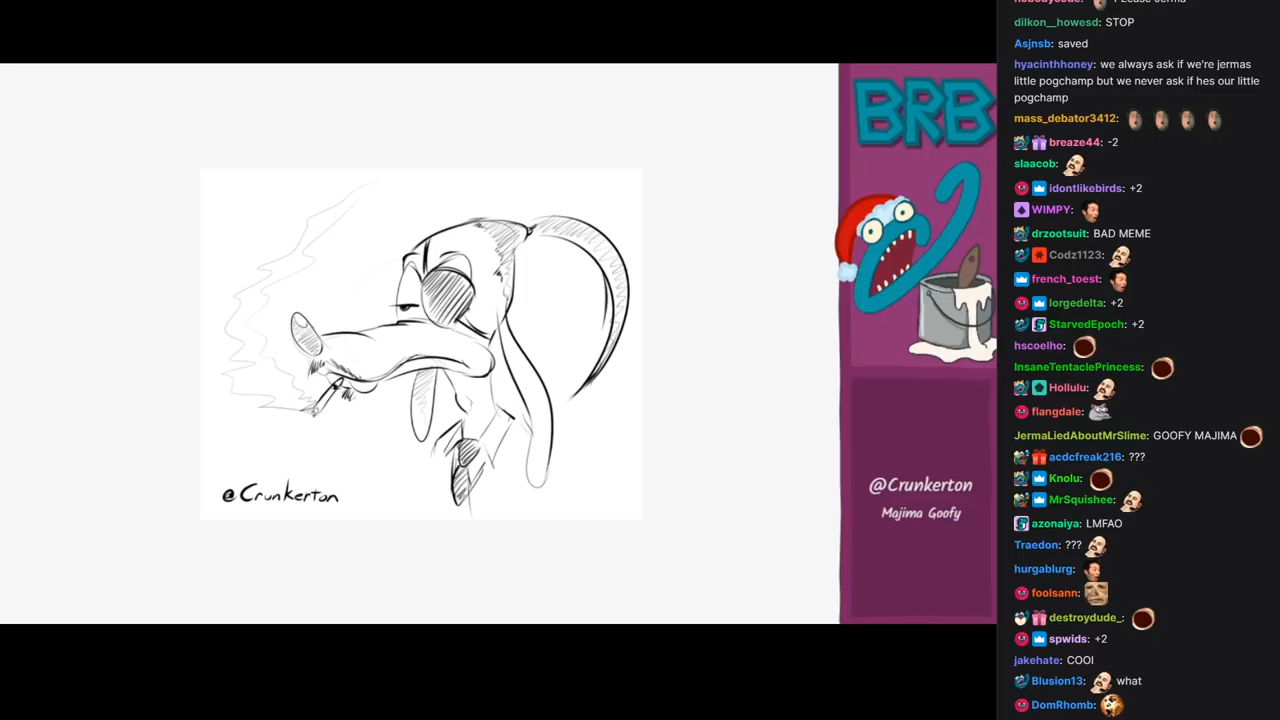 @Crunkerton
BRB
@Crunkerton
Majima Goofy
dilkon__howesd: STOP
Asjnsb: saved
hyacinthhoney: we always ask if we're jermas
little pogchamp but we never ask if hes our little
pogchamp
mass_debator3412:
breaze44: -2
slaacob:
idontlikebirds: +2
WIMPY:
drzootsuit: BAD MEME
Codz1123:
french_toest:
lorgedelta: +2
StarvedEpoch: +2
hscoelho:
InsaneTentaclePrincess:
Hollulu:
flangdale:
JermaLiedAboutMrSlime: GOOFY MAJIMA
acdcfreak216: ???
Knolu:
MrSquishee:
azonaiya: LMFAO
Traedon: ???
hurgablurg:
foolsann:
destroydude_:
spwids: +2
jakehate: COOl
Blusion13: what
DomRhomb: